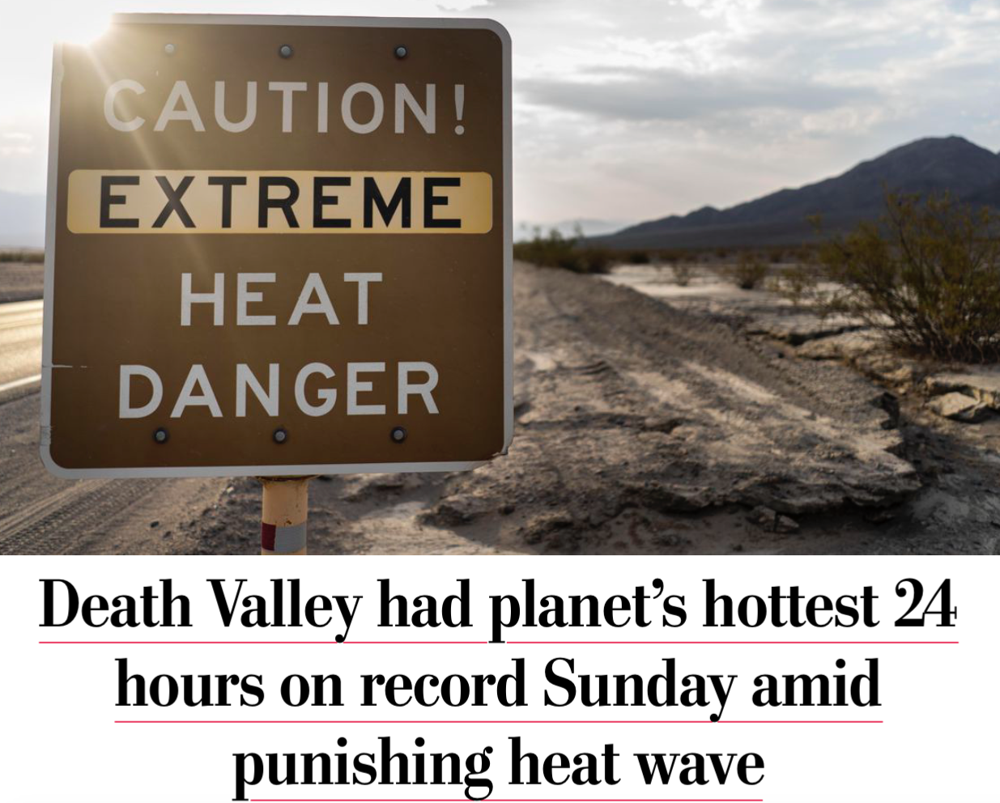 CAUTION!
EXTREME
HEAT
DANGER
Death Valley had planet’s hottest 24
hours on record Sunday amid
punishing heat wave